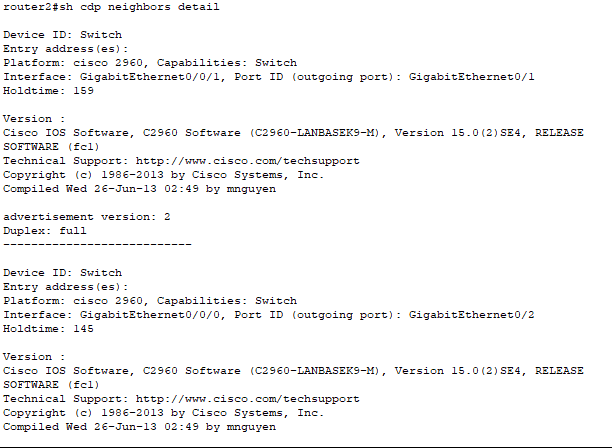 router2#sh cdp neighbors detail
Device ID: Switch
Entry address(es):
Platform: cisco 2960, Capabilities: Switch
Interface: GigabitEthernet0/0/1, Port ID (outgoing port): GigabitEthernet0/1
Holdtime: 159
Version :
Cisco IOS Software, C2960 Software (C2960-LANBASEK9-M), Version 15.0(2)SE4, RELEASE
SOFTWARE (fc1)
Technical Support: http://www.cisco.com/techsupport
Copyright (c) 1986-2013 by Cisco Systems, Inc.
Compiled Wed 26-Jun-13 02:49 by mnguyen
advertisement version: 2
Duplex: full
---------------------------
Device ID: Switch
Entry address(es):
Platform: cisco 2960, Capabilities: Switch
Interface: GigabitEthernet0/0/0, Port ID (outgoing port): GigabitEthernet0/2
Holdtime: 145
Version :
Cisco IOS Software, C2960 Software (C2960-LANBASEK9-M), Version 15.0(2)SE4, RELEASE
SOFTWARE (fc1)
Technical Support: http://www.cisco.com/techsupport
Copyright (c) 1986-2013 by Cisco Systems, Inc.
Compiled Wed 26-Jun-13 02:49 by mnguyen